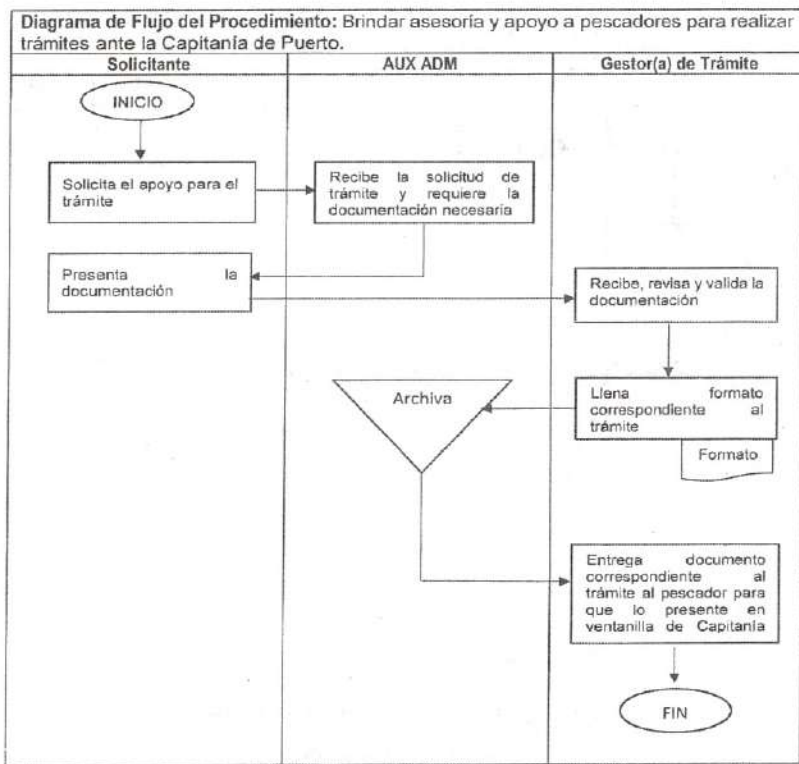 Diagrama de Flujo del Procedimiento: Brindar asesoría y apoyo a pescadores para realizar
trámites ante la Capitanía de Puerto.
Solicitante
AUX ADM
Gestor(a) de Trámite
INICIO
Solicita el apoyo para el
trámite
Recibe la solicitud de
trámite y requiere la
documentación necesaria
Presenta la
documentación
Recibe, revisa y valida la
documentación
Archiva
Llena formato
correspondiente al
trámite
Formato
Entrega documento
correspondiente al
trámite al pescador para
que lo presente en
ventanilla de Capitanía
FIN